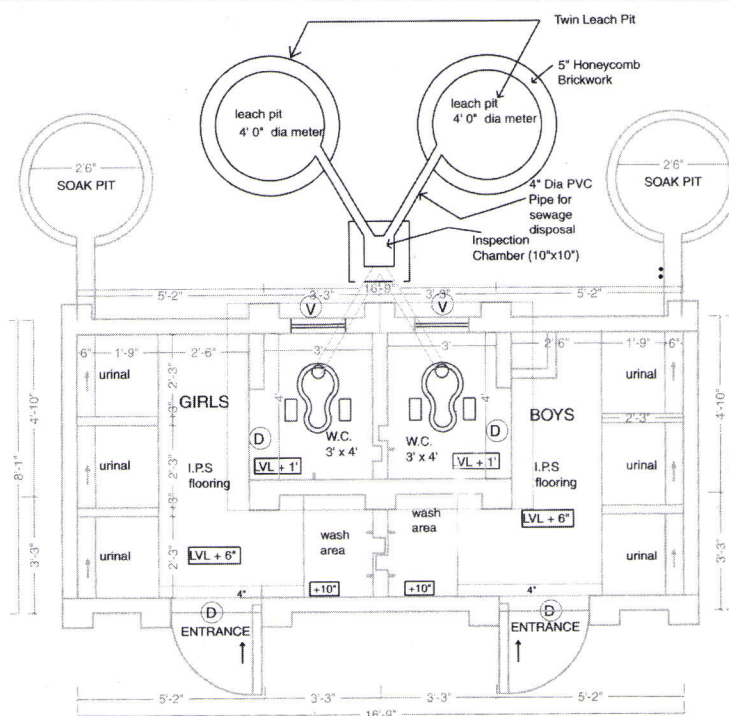 Twin Leach Pit
5" Honeycomb
Brickwork
leach pit
4' 0" dia meter
leach pit
4' 0" dia meter
2'6"
SOAK PIT
2'6"
SOAK PIT
4" Dia PVC
Pipe for
sewage
disposal
Inspection
Chamber (10"x10")
16'-9"
5'-2"
3'-3"
3'-3"
5'-2"
V
V
6"
1'-9"
2'-6"
3'
3'
2'-6"
1'-9"
6"
urinal
urinal
2'-3"
GIRLS
4'
4'
BOYS
4'-10"
4'-10"
8'-1"
+3"
2'-3"
D
W.C.
3' x 4'
W.C.
3' x 4'
D
urinal
urinal
2'-3"
I.P.S
flooring
LVL + 1'
VL + 1'
I.P.S
flooring
+3"
wash
area
wash
area
LVL + 6"
urinal
urinal
2'-3"
LVL + 6"
3'-3"
3'-3"
+10"
+10"
4"
4"
D
D
ENTRANCE
ENTRANCE
5'-2"
3'-3"
3'-3"
5'-2"
16'-9"